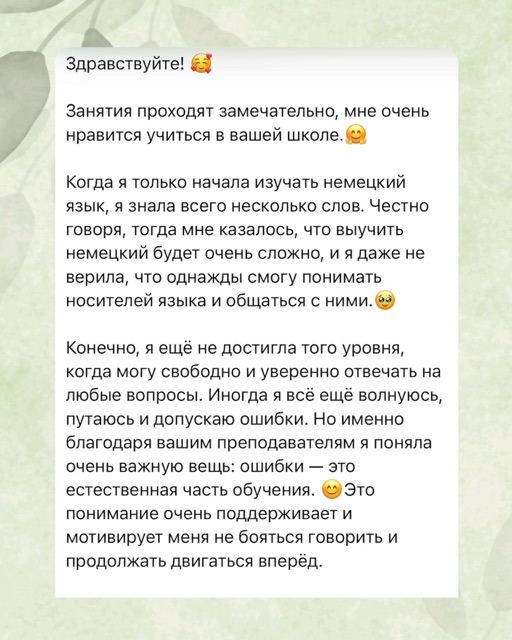 Здравствуйте! 🥰
Занятия проходят замечательно, мне очень
нравится учиться в вашей школе.🤗
Когда я только начала изучать немецкий
язык, я знала всего несколько слов. Честно
говоря, тогда мне казалось, что выучить
немецкий будет очень сложно, и я даже не
верила, что однажды смогу понимать
носителей языка и общаться с ними.🥹
Конечно, я ещё не достигла того уровня,
когда могу свободно и уверенно отвечать на
любые вопросы. Иногда я всё ещё волнуюсь,
путаюсь и допускаю ошибки. Но именно
благодаря вашим преподавателям я поняла
очень важную вещь: ошибки — это
естественная часть обучения. 😊Это
понимание очень поддерживает и
мотивирует меня не бояться говорить и
продолжать двигаться вперёд.